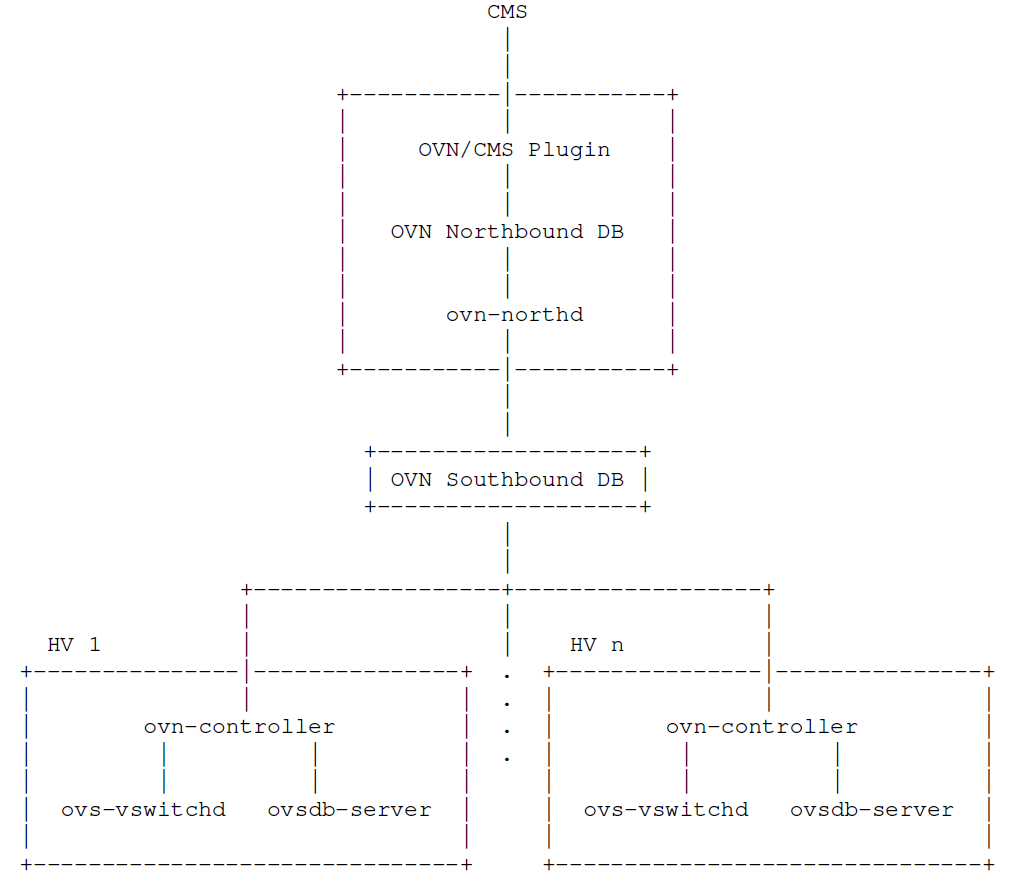 CMS
OVN/CMS Plugin
OVN Northbound DB
ovn-northd
OVN Southbound DB
HV 1 HV n
ovn-controller ovn-controller
ovs-vswitchd ovsdb-server ovs-vswitchd ovsdb-server